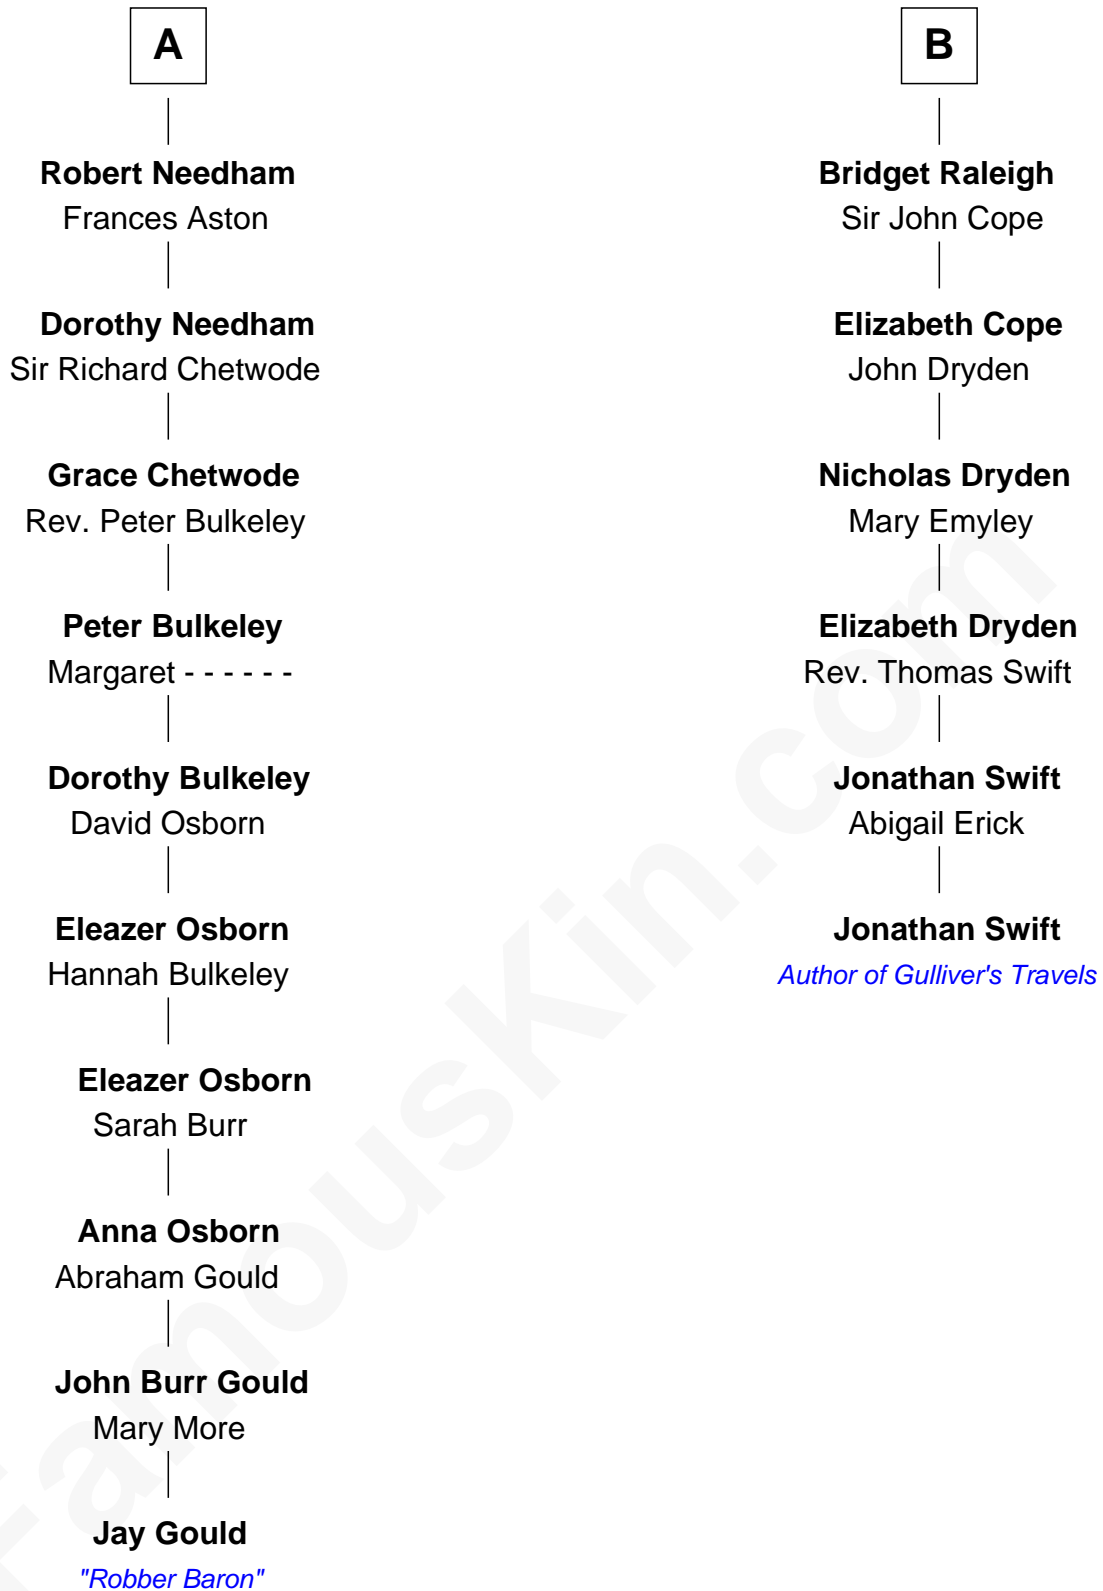 A
Robert Needham
Frances Aston
Dorothy Needham
Sir Richard Chetwode
Grace Chetwode
Rev. Peter Bulkeley
Peter Bulkeley
Margaret - - - - - -
Dorothy Bulkeley
David Osborn
Eleazer Osborn
Hannah Bulkeley
Eleazer Osborn
Sarah Burr
Anna Osborn
Abraham Gould
John Burr Gould
Mary More
Jay Gould
"Robber Baron"
B
Bridget Raleigh
Sir John Cope
Elizabeth Cope
John Dryden
Nicholas Dryden
Mary Emyley
Elizabeth Dryden
Rev. Thomas Swift
Jonathan Swift
Abigail Erick
Jonathan Swift
Author of Gulliver's Travels
FamousKin.com